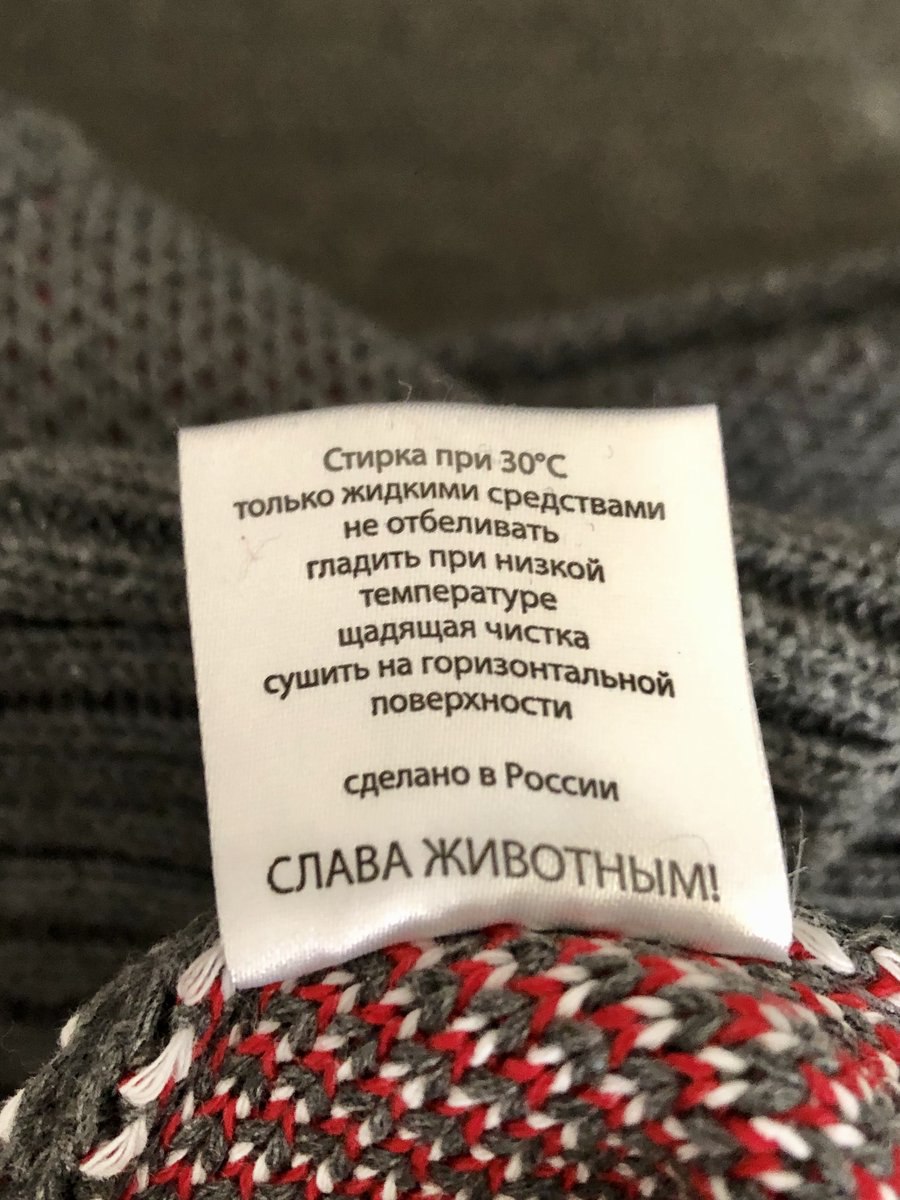 Стирка при 30°С
только жидкими средствами
не отбеливать
гладить при низкой
температуре
щадящая чистка
сушить на горизонтальной
поверхности
сделано в России
СЛАВА ЖИВОТНЫМ!